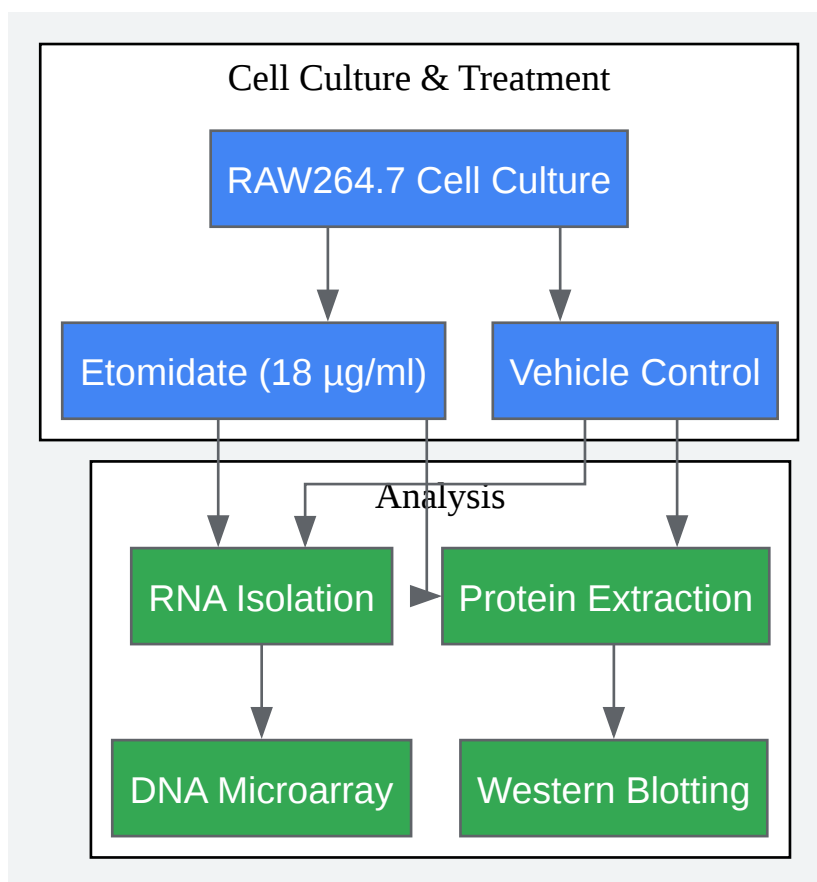 Cell Culture & Treatment
RAW264.7 Cell Culture
Etomidate (18 µg/ml)
Vehicle Control
Analysis
RNA Isolation
Protein Extraction
DNA Microarray
Western Blotting